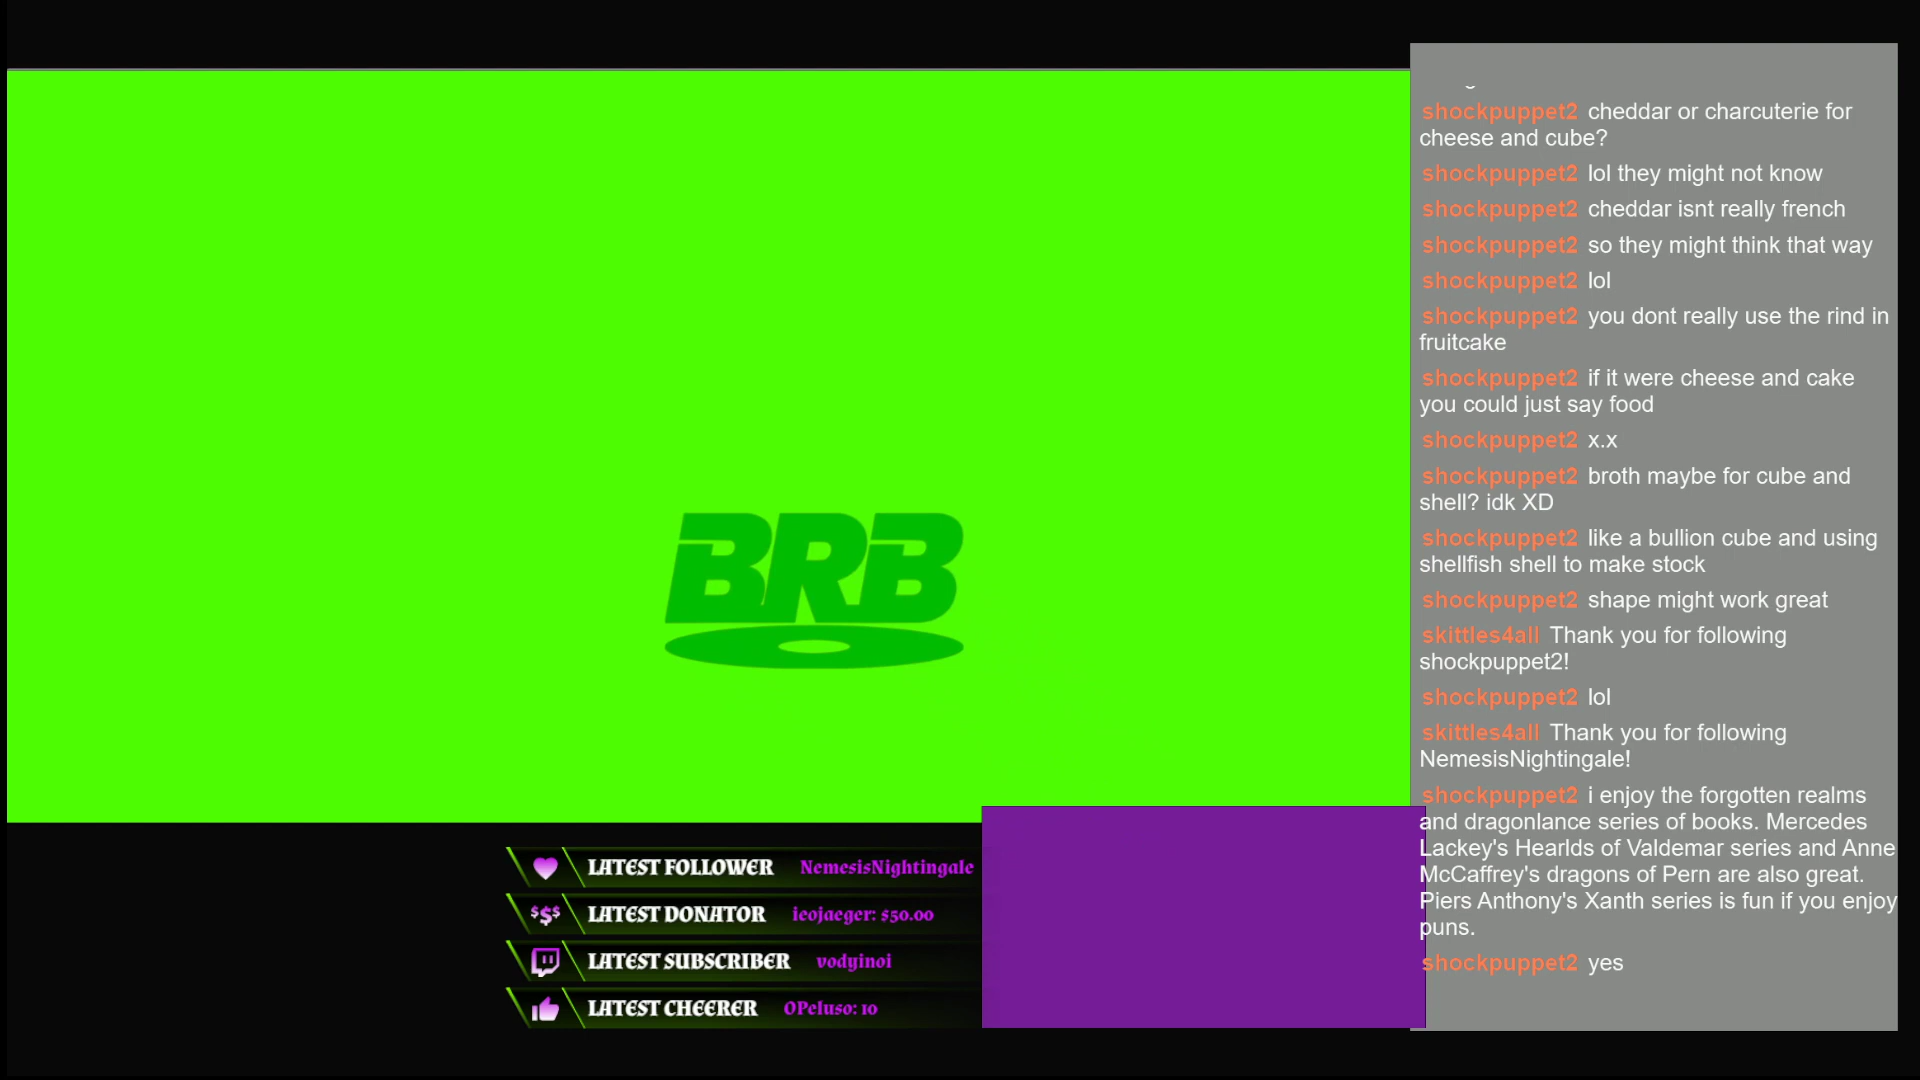 shockpuppet2 cheddar or charcuterie for
cheese and cube?
shockpuppet2 lol they might not know
shockpuppet2 cheddar isnt really french
shockpuppet2 so they might think that way
shockpuppet2 lol
shockpuppet2 you dont really use the rind in
fruitcake
shockpuppet2 if it were cheese and cake
you could just say food
shockpuppet2 x.x
shockpuppet2 broth maybe for cube and
shell? idk XD
shockpuppet2 like a bullion cube and using
shellfish shell to make stock
shockpuppet2 shape might work great
skittles4all Thank you for following
shockpuppet2!
shockpuppet2 lol
skittles4all Thank you for following
NemesisNightingale!
shockpuppet2 i enjoy the forgotten realms
and dragonlance series of books. Mercedes
Lackey's Hearlds of Valdemar series and Anne
McCaffrey's dragons of Pern are also great.
Piers Anthony's Xanth series is fun if you enjoy
puns.
shockpuppet2 yes
BRB
LATEST FOLLOWER NemesisNightingale
$$$ LATEST DONATOR icojaeger: $50.00
LATEST SUBSCRIBER vodyinoi
LATEST CHEERER OPeluso: 10